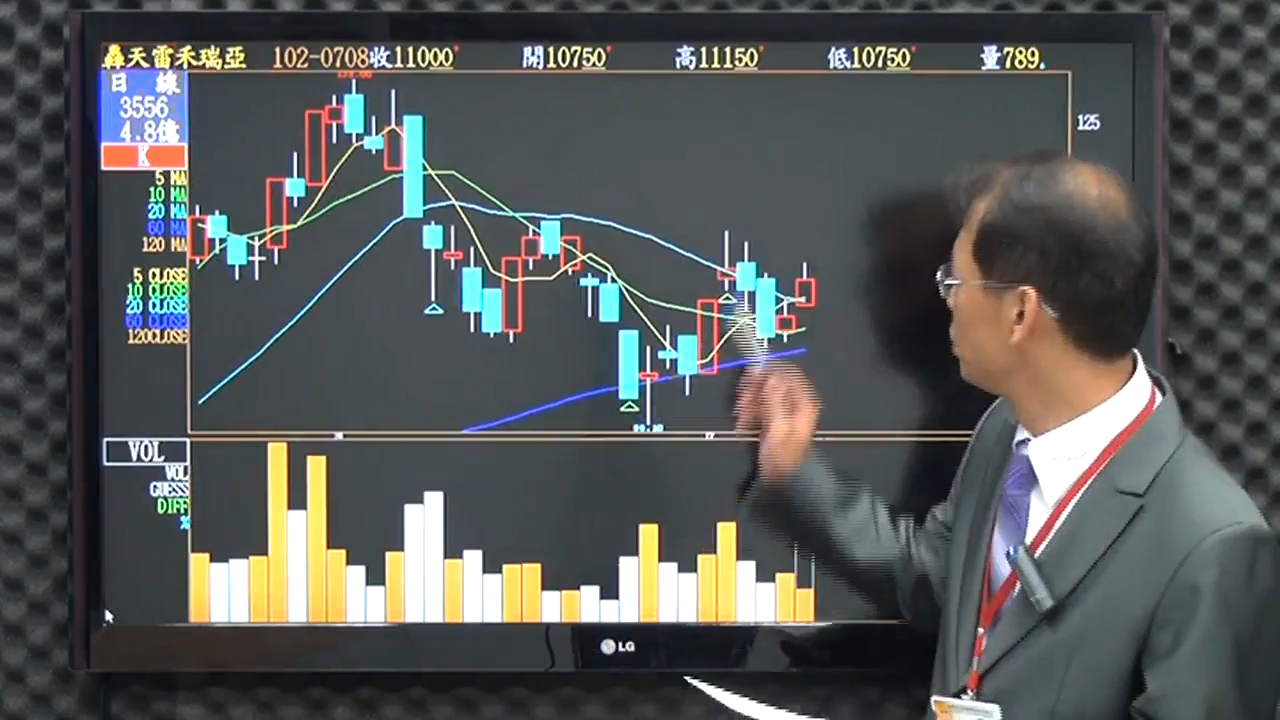 轟天雷禾瑞亞 102-0708收11000 開10750 高11150 低10750 量789
日 線
3556
4.8億
K
125
5 MA
10 MA
20 MA
60 MA
120 MA
5 CLOSE
10 CLOSE
20 CLOSE
60 CLOSE
120CLOSE
VOL
VOL
GUESS
DIFF
%
LG